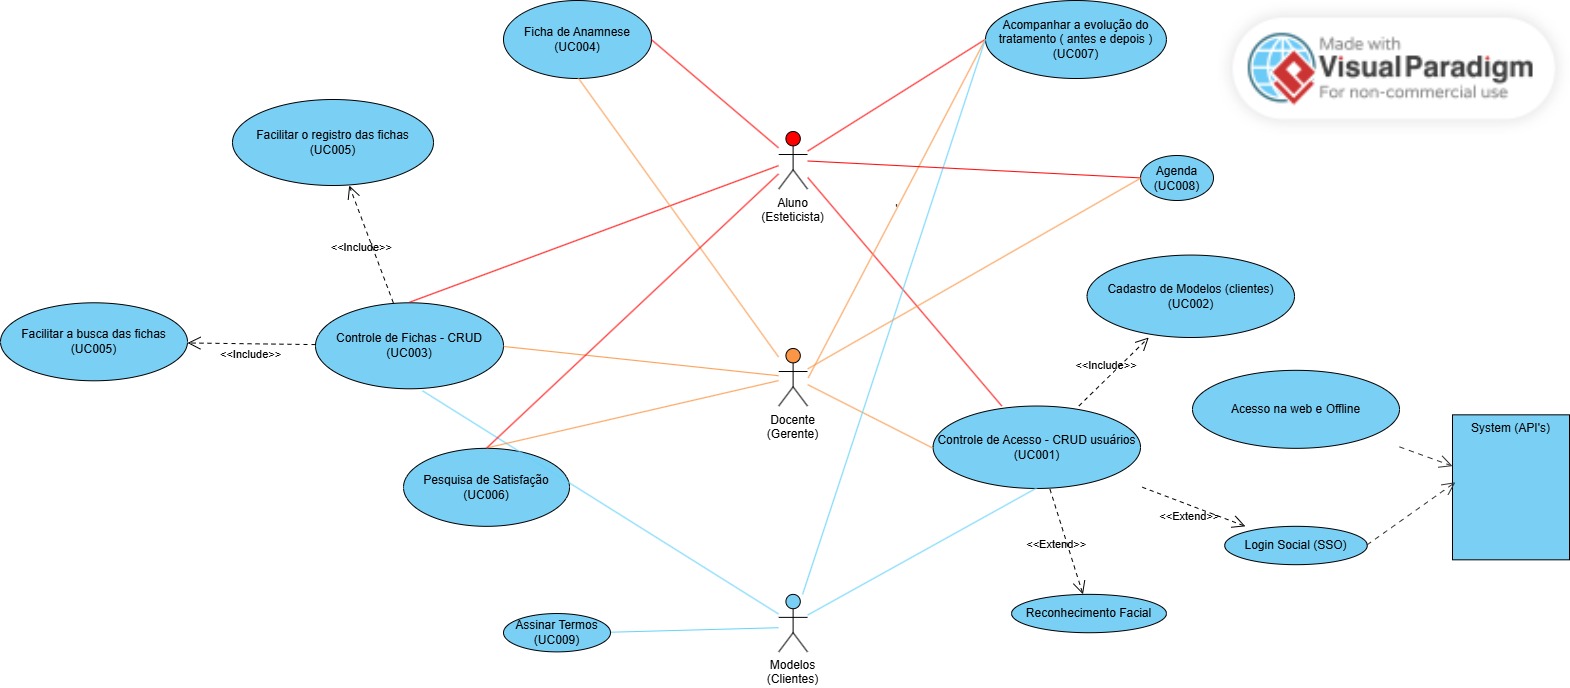 Ficha de Anamnese
(UC004)
Acompanhar a evolução do
tratamento ( antes e depois )
(UC007)
Made with
Visual Paradigm
For non-commercial use
Facilitar o registro das fichas
(UC005)
Agenda
(UC008)
Aluno
(Esteticista)
<<Include>>
Cadastro de Modelos (clientes)
(UC002)
Facilitar a busca das fichas
(UC005)
<<Include>>
Controle de Fichas - CRUD
(UC003)
<<Include>>
Acesso na web e Offline
Docente
(Gerente)
System (API's)
Controle de Acesso - CRUD usuários
(UC001)
Pesquisa de Satisfação
(UC006)
<<Extend>>
<<Extend>>
Login Social (SSO)
Reconhecimento Facial
Assinar Termos
(UC009)
Modelos
(Clientes)